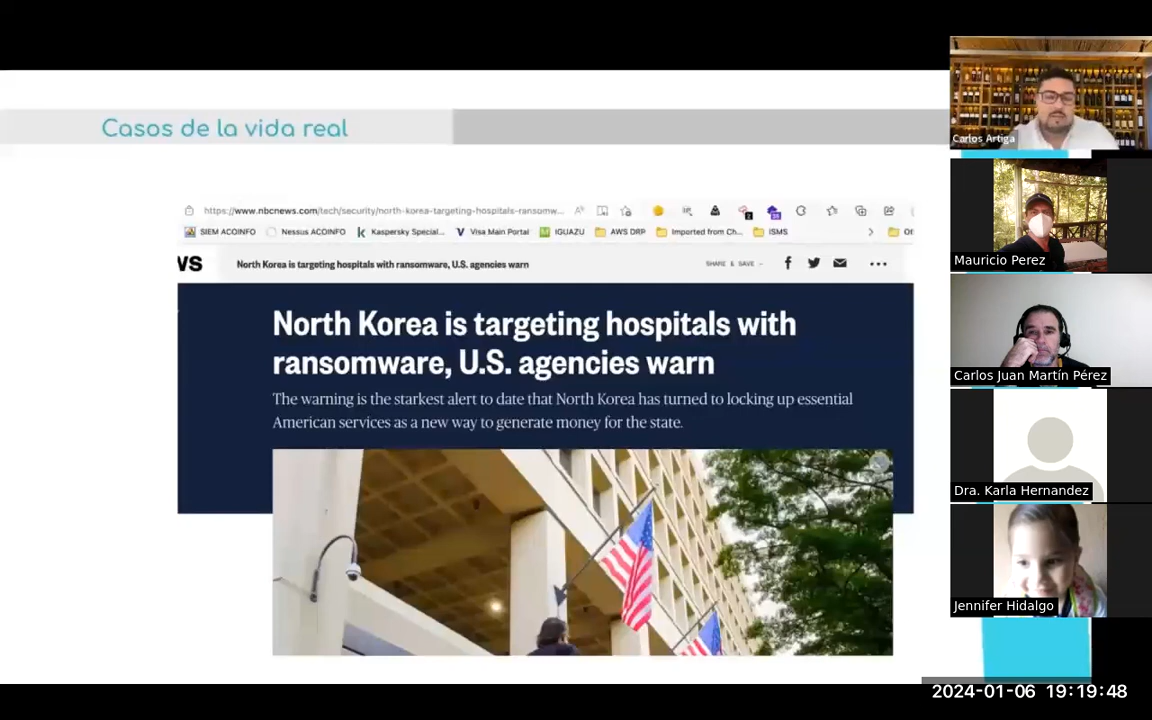 Casos de la vida real
https://www.nbcnews.com/tech/security/north-korea-targeting-hospitals-ransomw...
SIEM ACOINFO Nessus ACOINFO Kaspersky Special... Visa Main Portal IGUAZU AWS DRP Imported from Ch... ISMS
WS North Korea is targeting hospitals with ransomware, U.S. agencies warn SHARE & SAVE
North Korea is targeting hospitals with
ransomware, U.S. agencies warn
The warning is the starkest alert to date that North Korea has turned to locking up essential
American services as a new way to generate money for the state.
Carlos Artiga
Mauricio Perez
Carlos Juan Martín Pérez
Dra. Karla Hernandez
Jennifer Hidalgo
2024-01-06 19:19:48